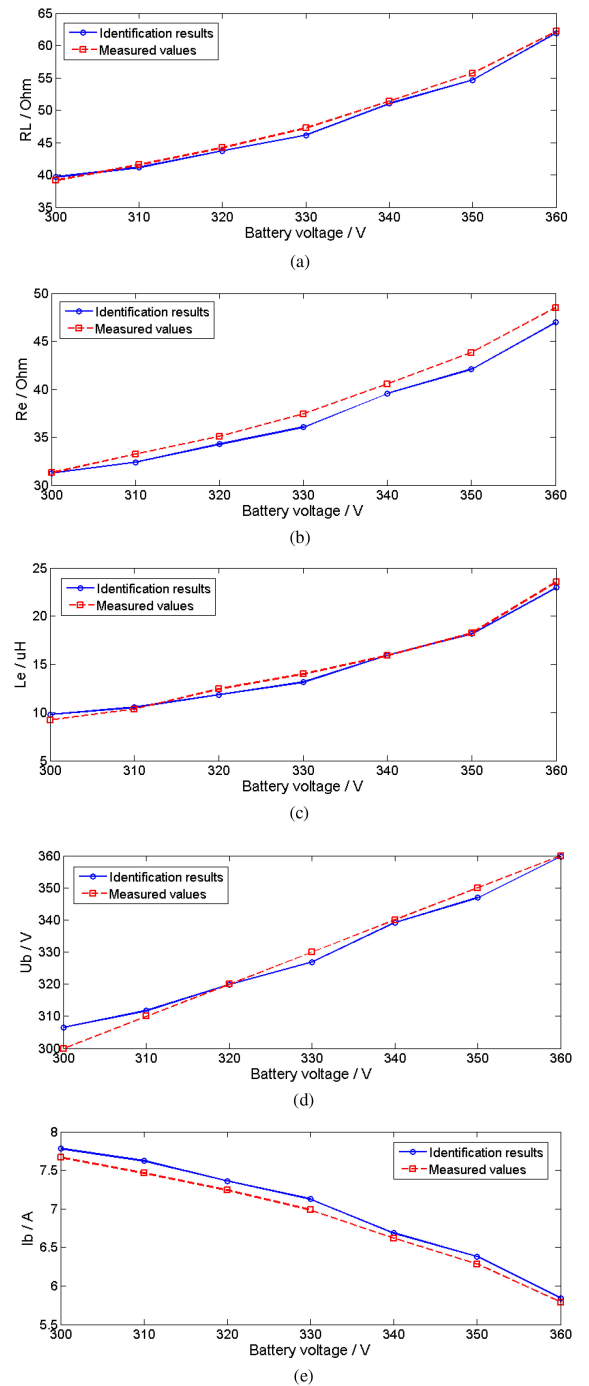 65
60
55
50
45
40
35
RL / Ohm
Identification results
Measured values
300 310 320 330 340 350 360
Battery voltage / V
(a)
50
45
40
35
30
Re / Ohm
Identification results
Measured values
300 310 320 330 340 350 360
Battery voltage / V
(b)
25
20
15
10
5
Le / uH
Identification results
Measured values
300 310 320 330 340 350 360
Battery voltage / V
(c)
360
350
340
330
320
310
300
Ub / V
Identification results
Measured values
300 310 320 330 340 350 360
Battery voltage / V
(d)
8
7.5
7
6.5
6
5.5
Ib / A
Identification results
Measured values
300 310 320 330 340 350 360
Battery voltage / V
(e)